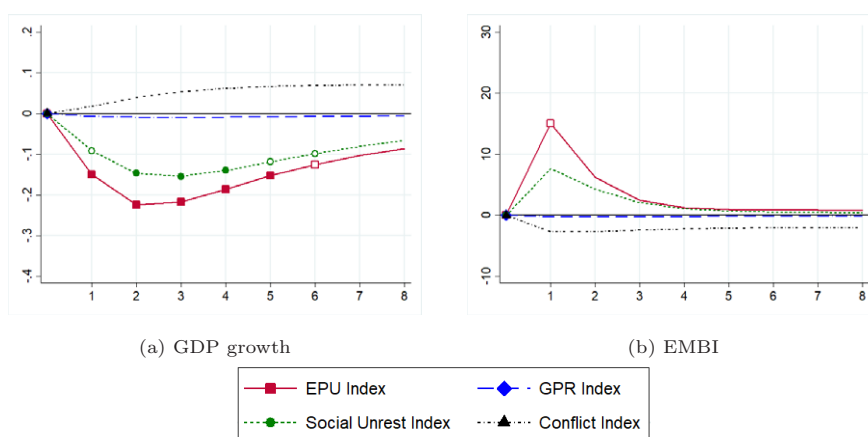 .2
.1
0
-.1
-.2
-.3
-.4
1 2 3 4 5 6 7 8
(a) GDP growth
30
20
10
0
-10
1 2 3 4 5 6 7 8
(b) EMBI
EPU Index
GPR Index
Social Unrest Index
Conflict Index